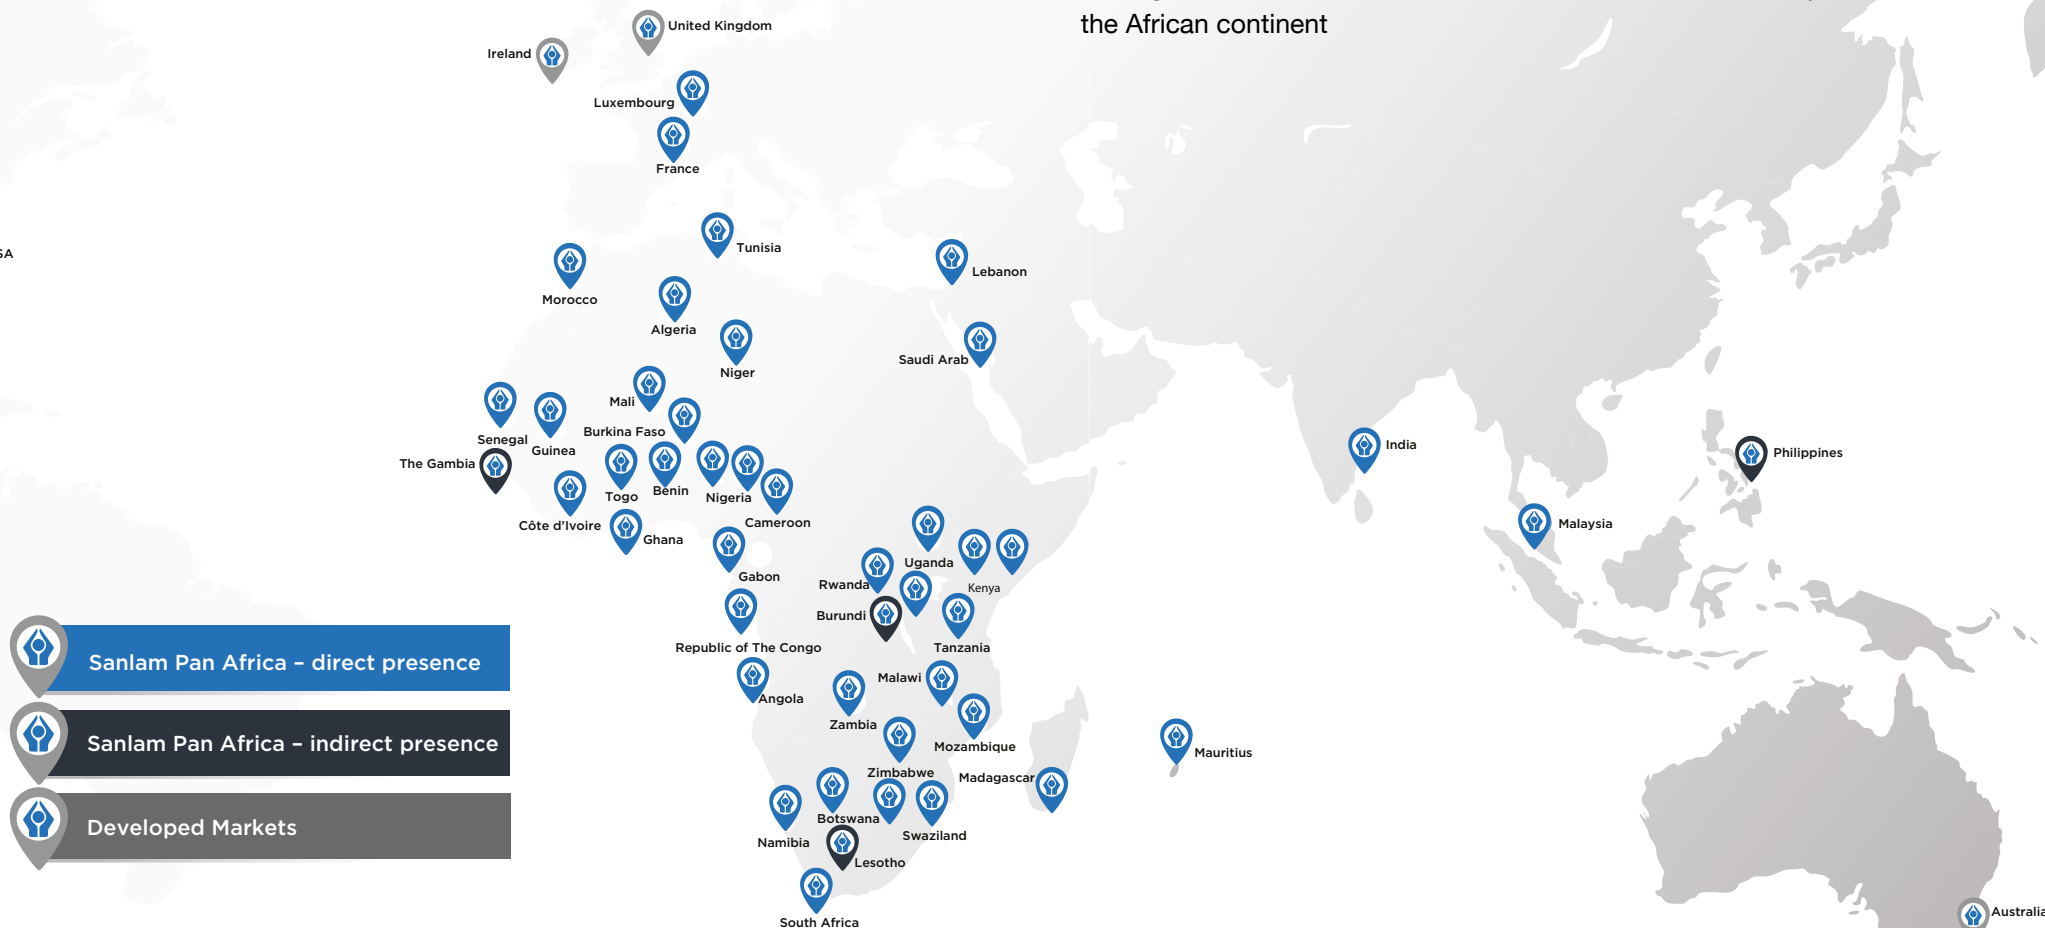 the African continent
United Kingdom
Ireland
Luxembourg
France
Tunisia
SA
Lebanon
Morocco
Algeria
Saudi Arab
Niger
Mali
Burkina Faso
Senegal
Guinea
India
Philippines
The Gambia
Togo
Benin
Nigeria
Cameroon
Côte d'Ivoire
Ghana
Malaysia
Uganda
Gabon
Rwanda
Kenya
Burundi
Republic of The Congo
Tanzania
Malawi
Angola
Zambia
Mozambique
Mauritius
Zimbabwe
Madagascar
Botswana
Swaziland
Namibia
Lesotho
South Africa
Australia
Sanlam Pan Africa – direct presence
Sanlam Pan Africa – indirect presence
Developed Markets